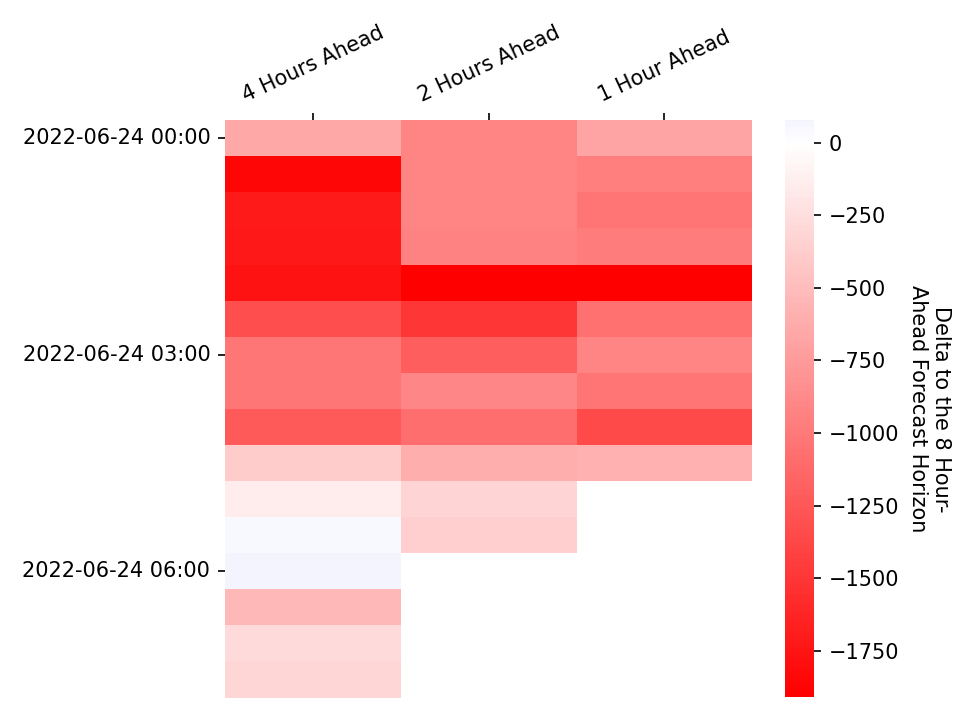 4 Hours Ahead
2 Hours Ahead
1 Hour Ahead
2022-06-24 00:00
2022-06-24 03:00
2022-06-24 06:00
0
−250
−500
−750
−1000
−1250
−1500
−1750
Delta to the 8 Hour-
Ahead Forecast Horizon